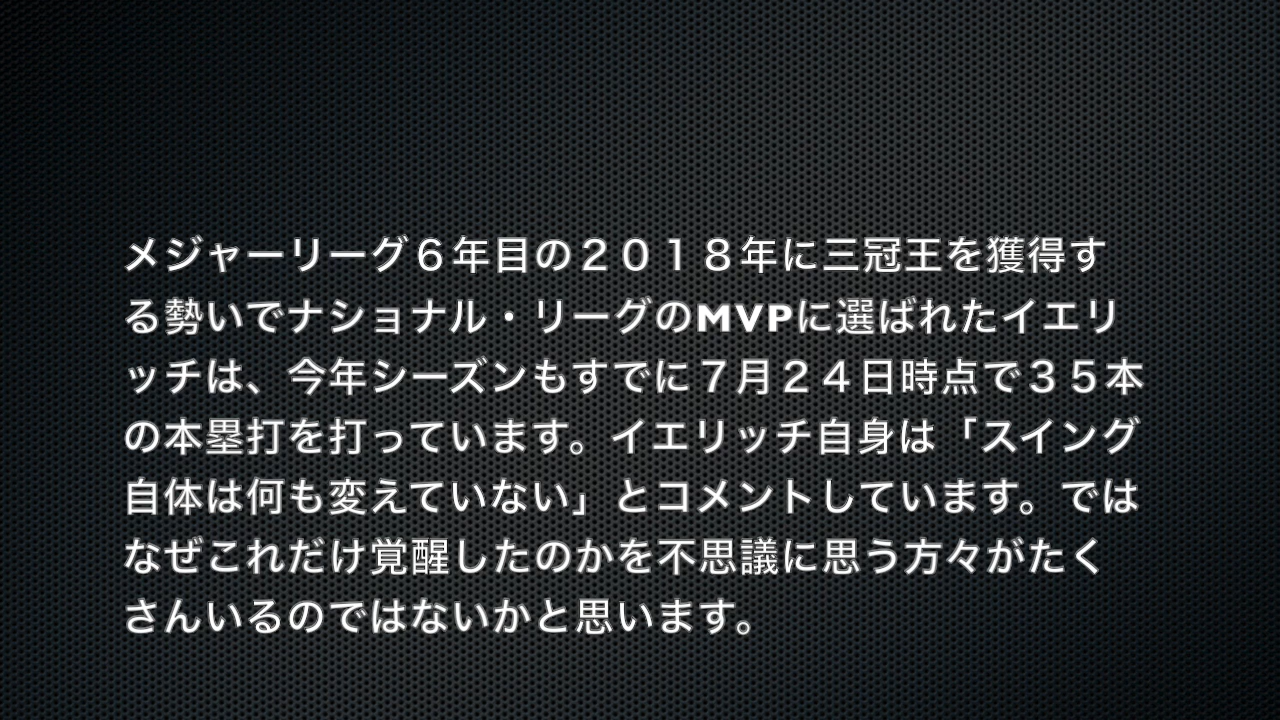 メジャーリーグ６年目の２０１８年に三冠王を獲得す
る勢いでナショナル・リーグのMVPに選ばれたイエリ
ッチは、今年シーズンもすでに７月２４日時点で３５本
の本塁打を打っています。イエリッチ自身は「スイング
自体は何も変えていない」とコメントしています。では
なぜこれだけ覚醒したのかを不思議に思う方々がたく
さんいるのではないかと思います。